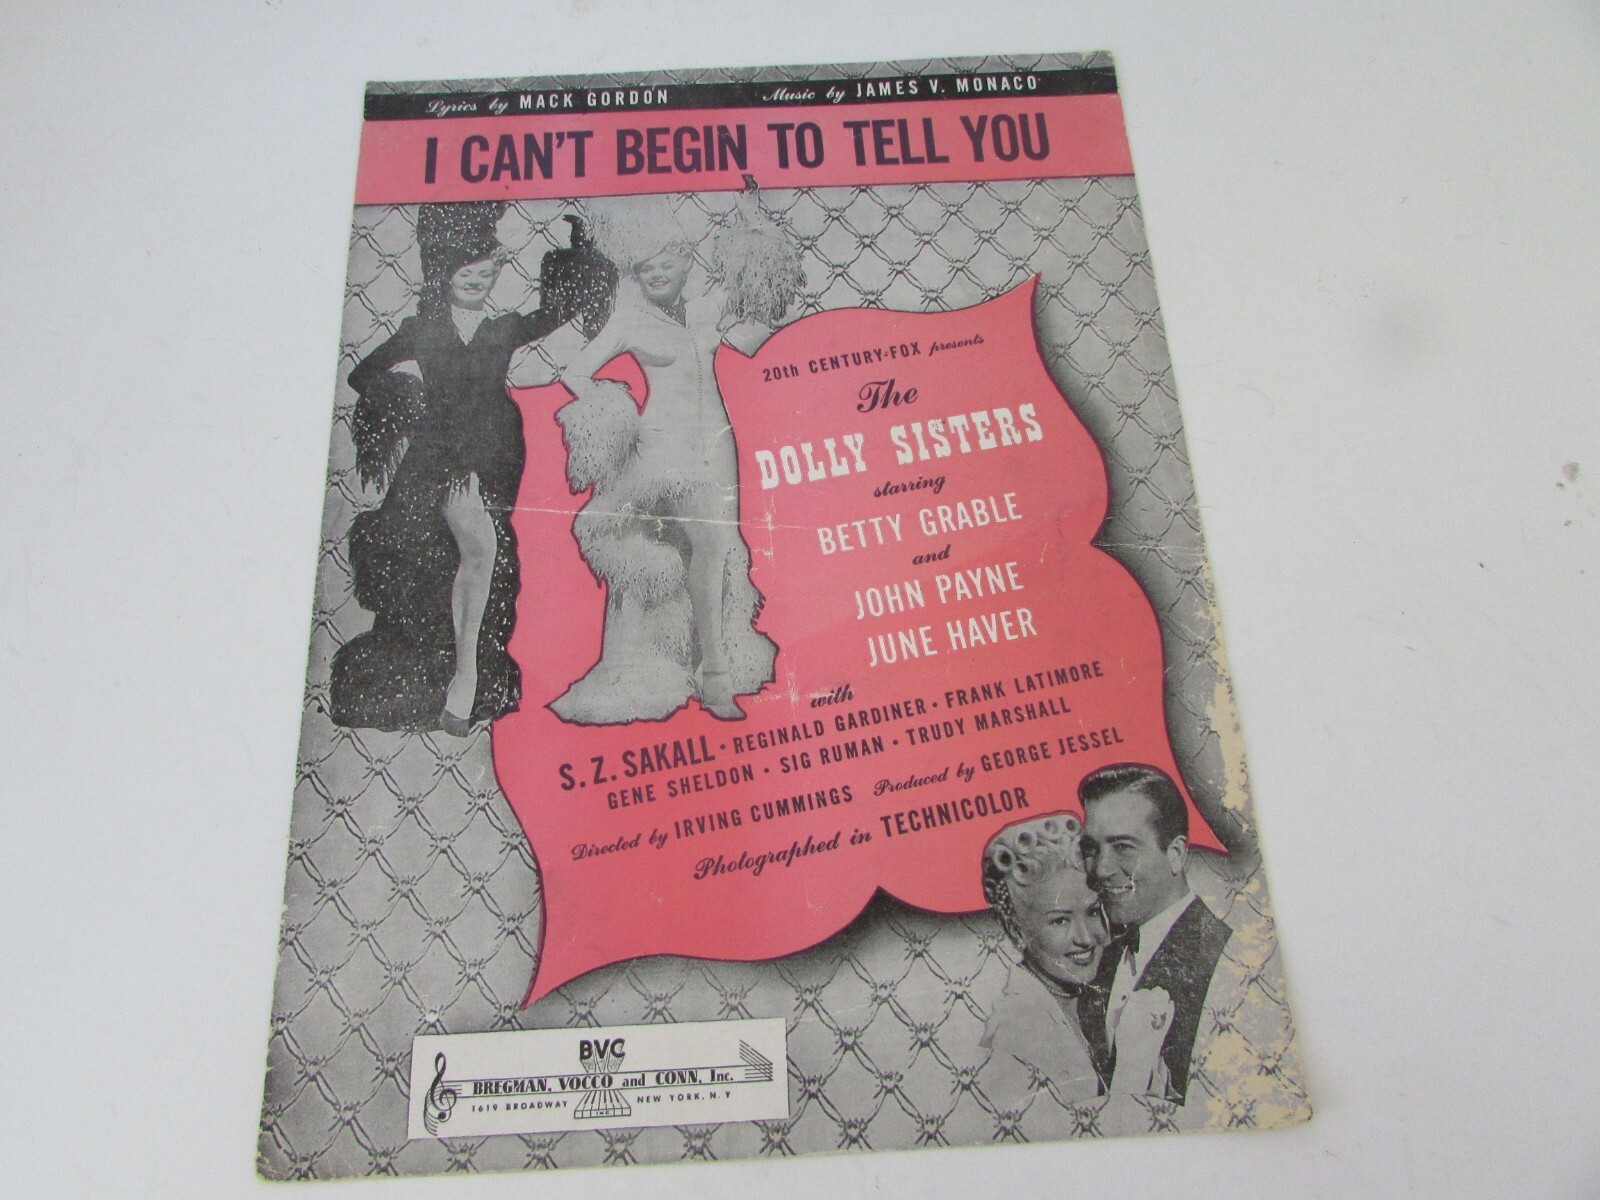 Lyrics by MACK GORDON Music by JAMES V. MONACO
I CAN'T BEGIN TO TELL YOU
20th CENTURY-FOX presents
The
DOLLY SISTERS
starring
BETTY GRABLE
and
JOHN PAYNE
JUNE HAVER
with
S. Z. SAKALL · REGINALD GARDINER · FRANK LATIMORE
GENE SHELDON · SIG RUMAN · TRUDY MARSHALL
Directed by IRVING CUMMINGS Produced by GEORGE JESSEL
Photographed in TECHNICOLOR
BVC
BREGMAN, VOCCO and CONN, Inc.
1619 BROADWAY NEW YORK, N. Y
INC